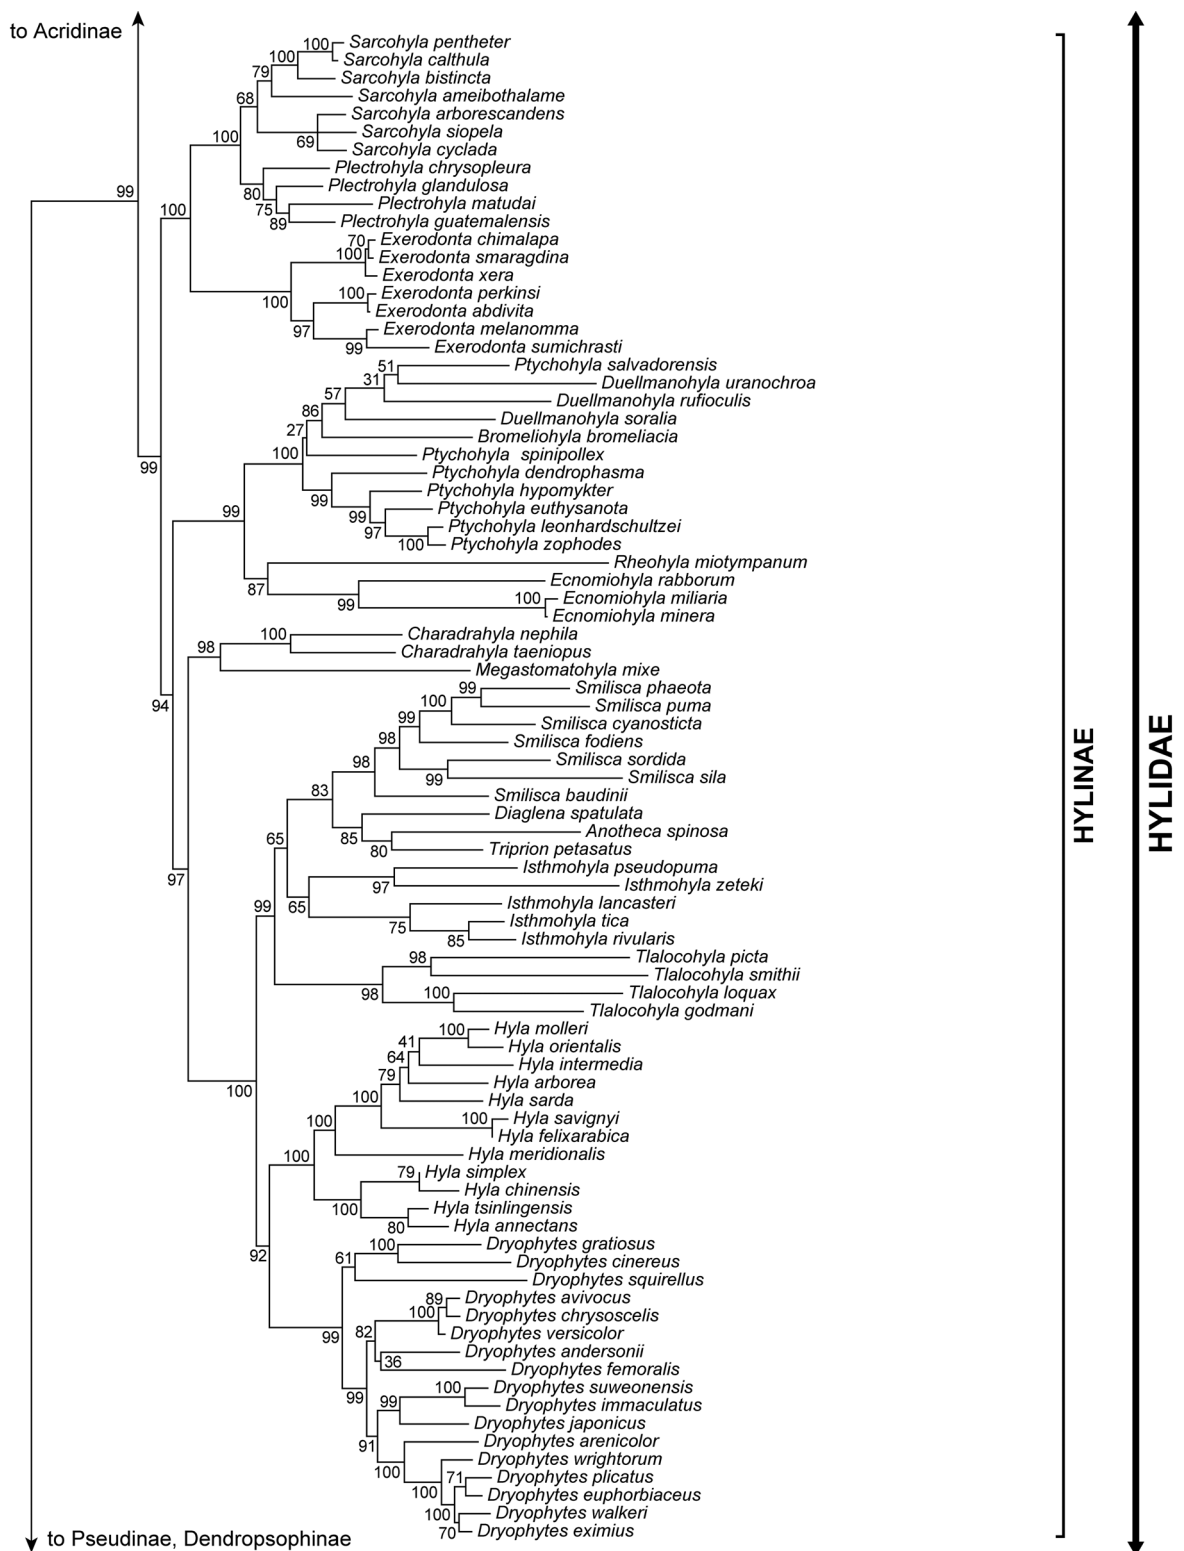 to Acridinae
100 Sarcohyla pentheter
100 Sarcohyla calthula
79 Sarcohyla bistincta
68 Sarcohyla ameibothalame
Sarcohyla arborescandens
100 Sarcohyla siopela
69 Sarcohyla cyclada
Plectrohyla chrysopleura
99 80 Plectrohyla glandulosa
100 75 Plectrohyla matudai
89 Plectrohyla guatemalensis
70 Exerodonta chimalapa
100 Exerodonta smaragdina
Exerodonta xera
100 100 Exerodonta perkinsi
Exerodonta abdivita
97 Exerodonta melanomma
99 Exerodonta sumichrasti
51 Ptychohyla salvadorensis
31 Duellmanohyla uranochroa
57 Duellmanohyla rufioculis
86 Duellmanohyla soralia
27 Bromeliohyla bromeliacia
99 100 Ptychohyla spinipollex
Ptychohyla dendrophasma
99 Ptychohyla hypomykter
99 99 Ptychohyla euthysanota
97 Ptychohyla leonhardschultzei
100 Ptychohyla zophodes
Rheohyla miotympanum
87 Ecnomiohyla rabborum
99 100 Ecnomiohyla miliaria
Ecnomiohyla minera
100 Charadrahyla nephila
98 Charadrahyla taeniopus
Megastomatohyla mixe
99 Smilisca phaeota
94 100 Smilisca puma
99 Smilisca cyanosticta
98 Smilisca fodiens
98 Smilisca sordida
99 Smilisca sila
83 Smilisca baudinii
Diaglena spatulata
65 85 Anotheca spinosa
80 Triprion petasatus
Isthmohyla pseudopuma
97 97 Isthmohyla zeteki
99 65 Isthmohyla lancasteri
75 Isthmohyla tica
85 Isthmohyla rivularis
98 Tlalocohyla picta
Tlalocohyla smithii
98 100 Tlalocohyla loquax
Tlalocohyla godmani
100 Hyla molleri
41 Hyla orientalis
64 Hyla intermedia
79 Hyla arborea
100 100 Hyla sarda
100 100 Hyla savignyi
Hyla felixarabica
100 Hyla meridionalis
79 Hyla simplex
Hyla chinensis
100 Hyla tsinlingensis
80 Hyla annectans
100 Dryophytes gratiosus
92 61 Dryophytes cinereus
Dryophytes squirellus
89 Dryophytes avivocus
100 Dryophytes chrysoscelis
99 82 Dryophytes versicolor
Dryophytes andersonii
36 Dryophytes femoralis
99 100 Dryophytes suweonensis
99 Dryophytes immaculatus
Dryophytes japonicus
91 Dryophytes arenicolor
100 Dryophytes wrightorum
71 Dryophytes plicatus
100 Dryophytes euphorbiaceus
100 Dryophytes walkeri
70 Dryophytes eximius
to Pseudinae, Dendropsophinae
HYLINAE
HYLIDAE